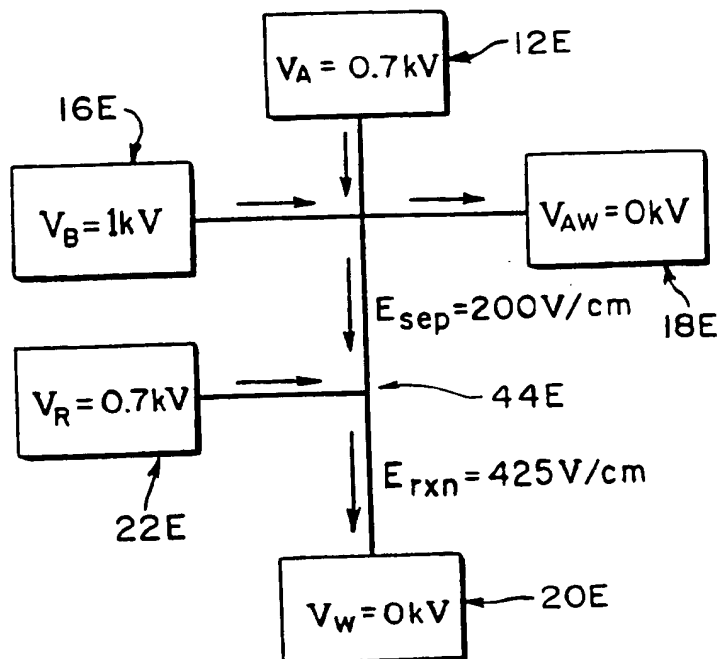 12E
V_A = 0.7kV
16E
V_B = 1kV
V_AW = 0kV
18E
E_sep = 200V/cm
V_R = 0.7kV
44E
22E
E_rxn = 425V/cm
V_W = 0kV
20E